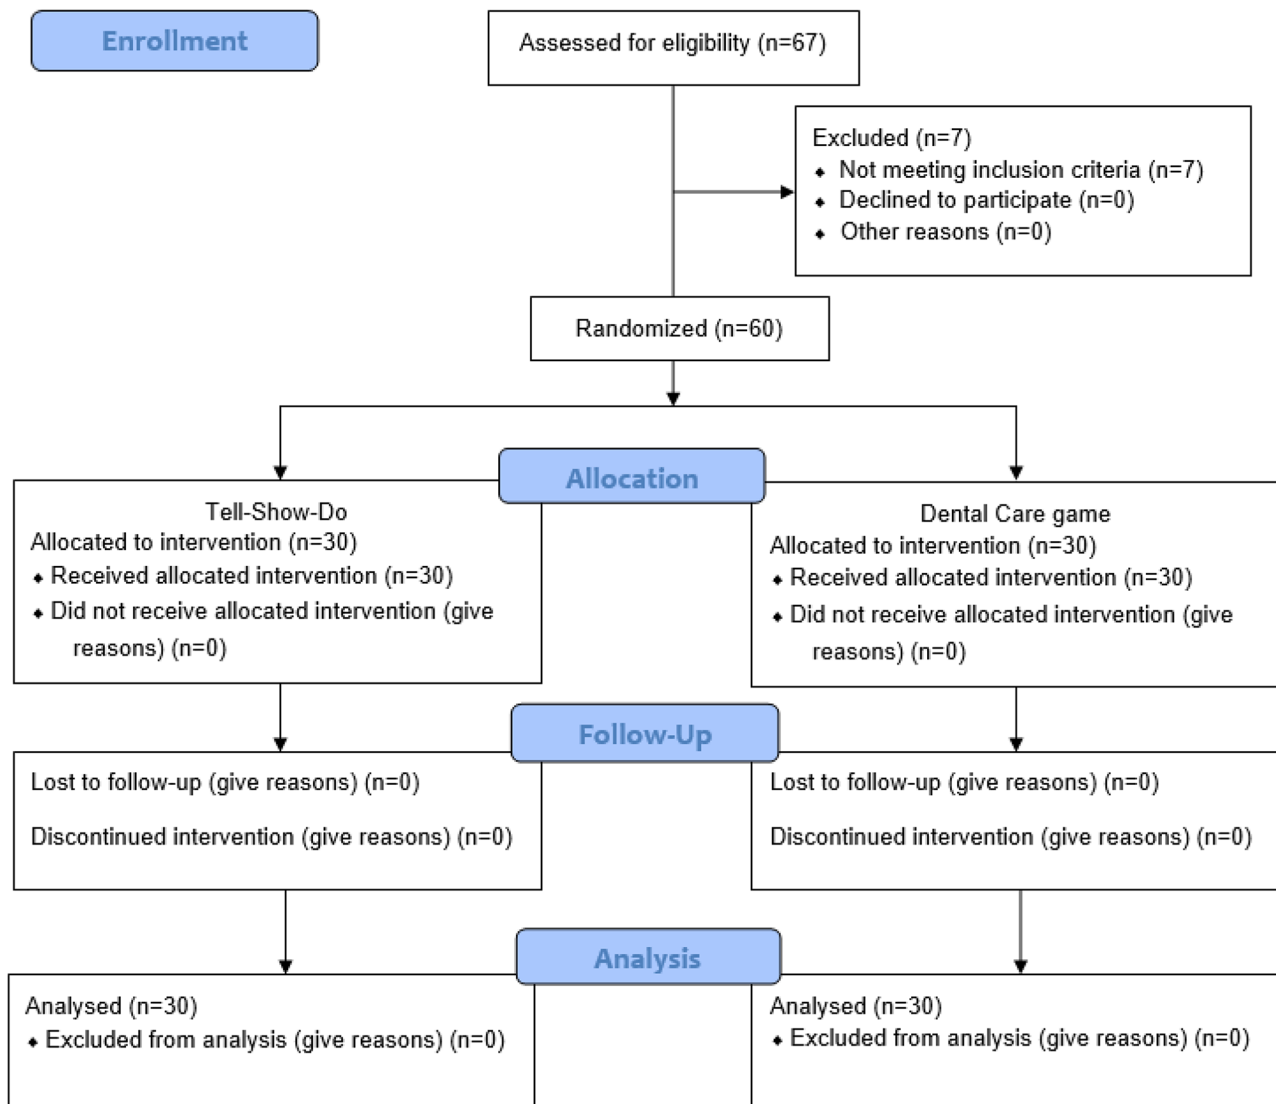 Enrollment
Assessed for eligibility (n=67)
Excluded (n=7)
⬥ Not meeting inclusion criteria (n=7)
⬥ Declined to participate (n=0)
⬥ Other reasons (n=0)
Randomized (n=60)
Allocation
Tell-Show-Do
Allocated to intervention (n=30)
⬥ Received allocated intervention (n=30)
⬥ Did not receive allocated intervention (give
reasons) (n=0)
Dental Care game
Allocated to intervention (n=30)
⬥ Received allocated intervention (n=30)
⬥ Did not receive allocated intervention (give
reasons) (n=0)
Follow-Up
Lost to follow-up (give reasons) (n=0)
Discontinued intervention (give reasons) (n=0)
Lost to follow-up (give reasons) (n=0)
Discontinued intervention (give reasons) (n=0)
Analysis
Analysed (n=30)
⬥ Excluded from analysis (give reasons) (n=0)
Analysed (n=30)
⬥ Excluded from analysis (give reasons) (n=0)